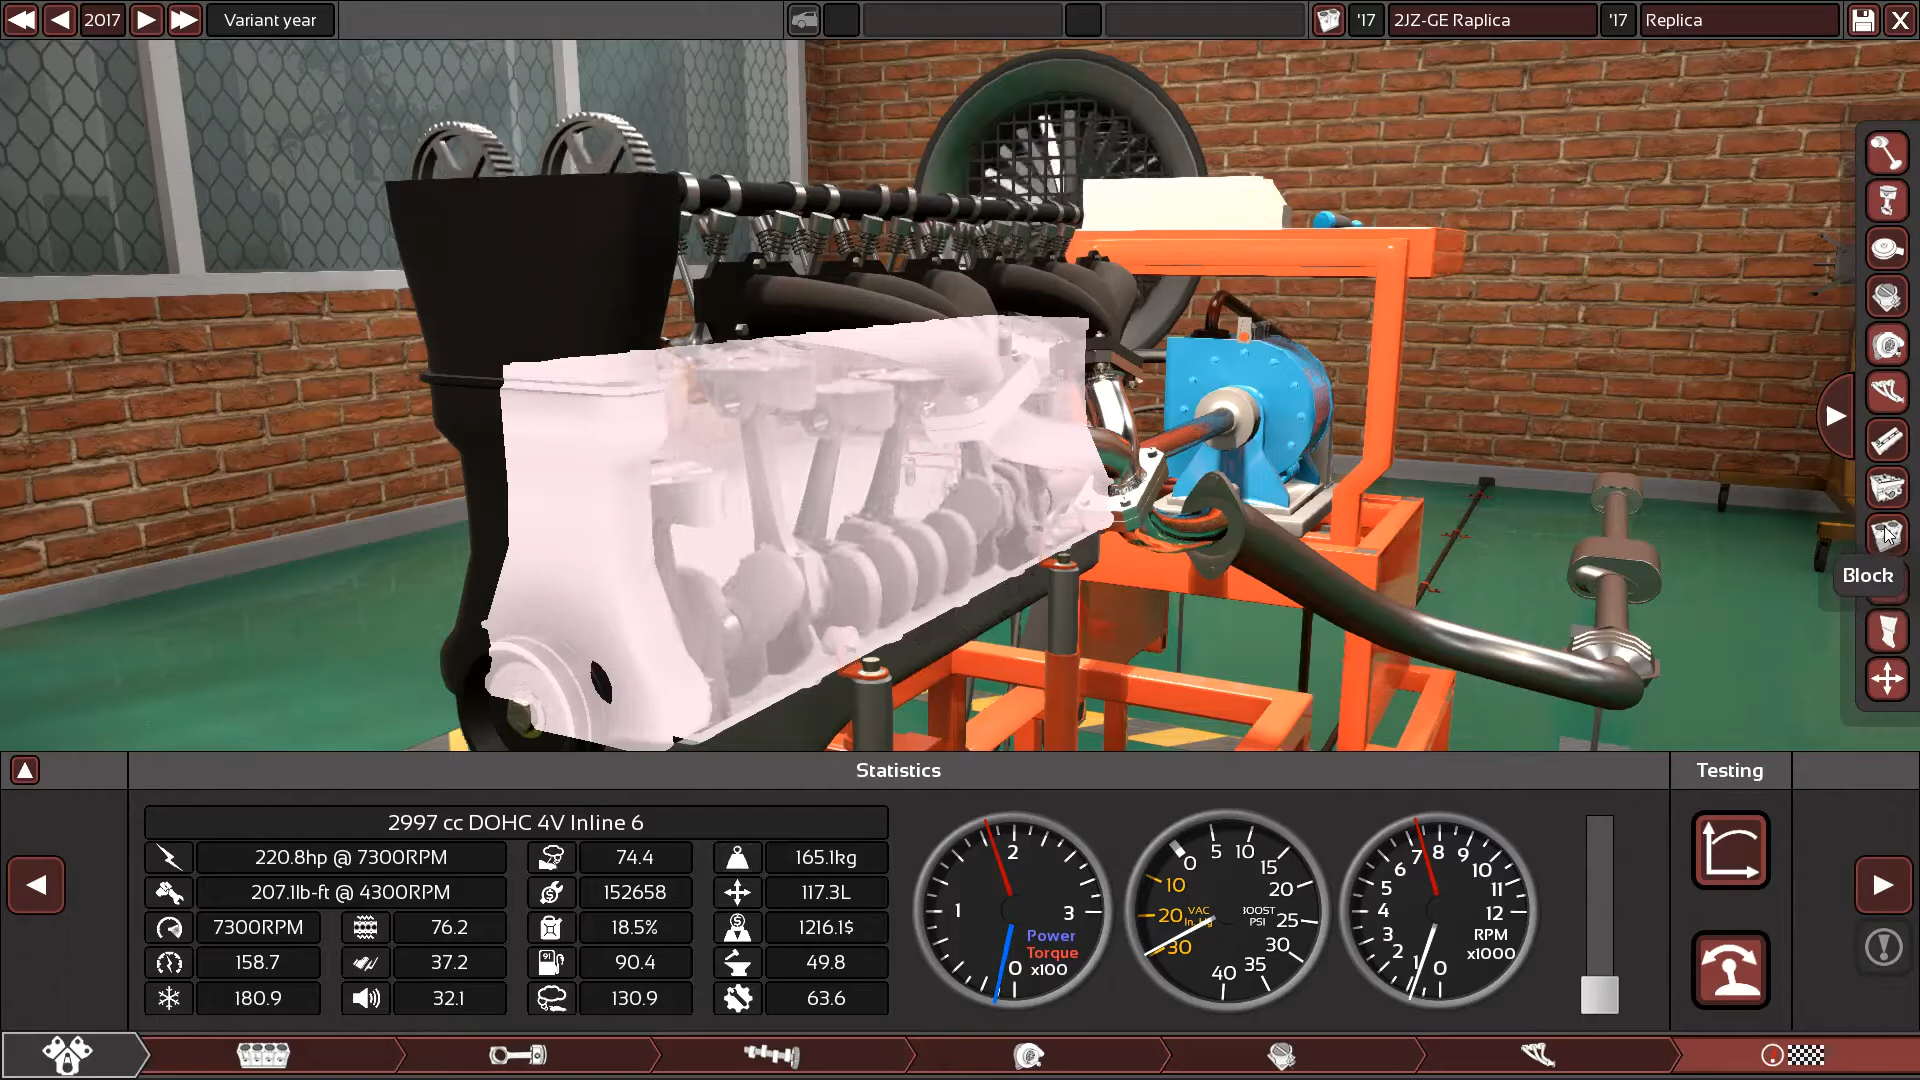 2017 Variant year '17 2JZ-GE Raplica '17 Replica
Block
Statistics Testing
2997 cc DOHC 4V Inline 6
220.8hp @ 7300RPM 74.4 165.1kg
207.1lb-ft @ 4300RPM 152658 117.3L
7300RPM 76.2 18.5% 1216.1$
158.7 37.2 90.4 49.8
180.9 32.1 130.9 63.6
0 1 2 3
Power
Torque
x100
30 20 10 0 5 10 15 20 25 30 35 40
VAC
In.Hg
BOOST
PSI
0 1 2 3 4 5 6 7 8 9 10 11 12
RPM
x1000
91